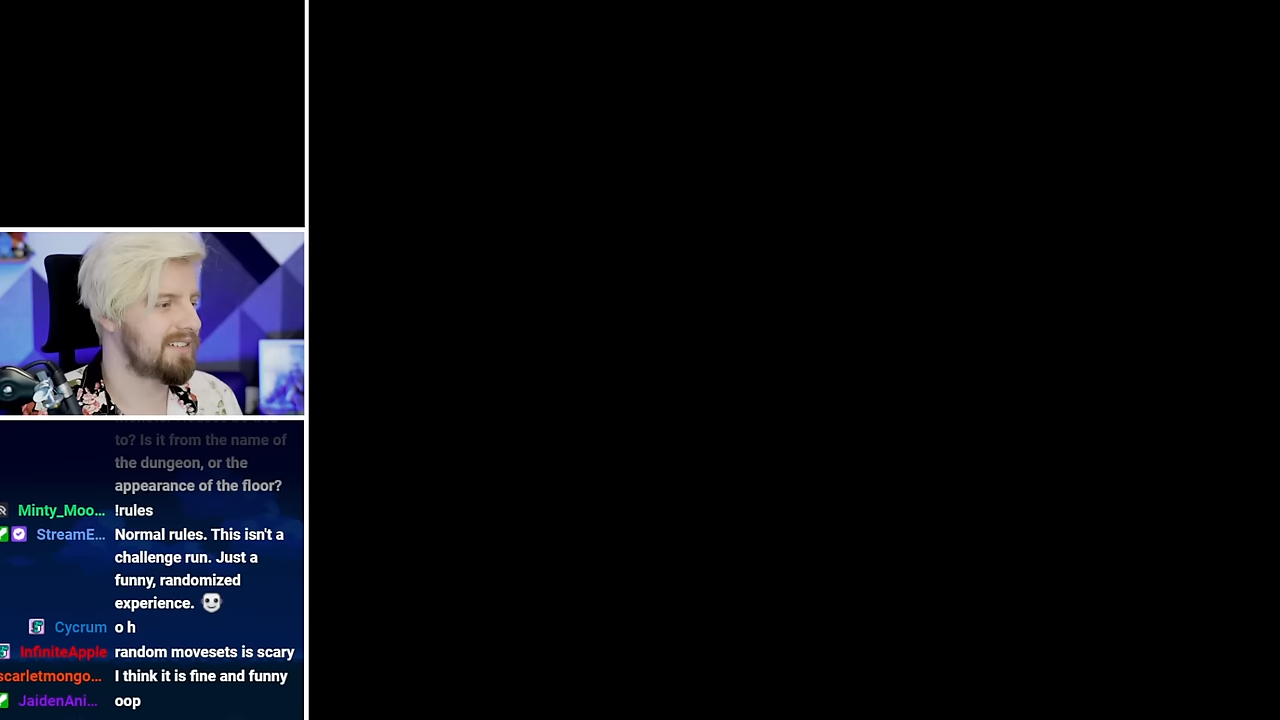 to? Is it from the name of
the dungeon, or the
appearance of the floor?
Minty_Moo... !rules
StreamE... Normal rules. This isn't a
challenge run. Just a
funny, randomized
experience.
Cycrum o h
InfiniteApple random movesets is scary
scarletmongo... I think it is fine and funny
JaidenAni... oop